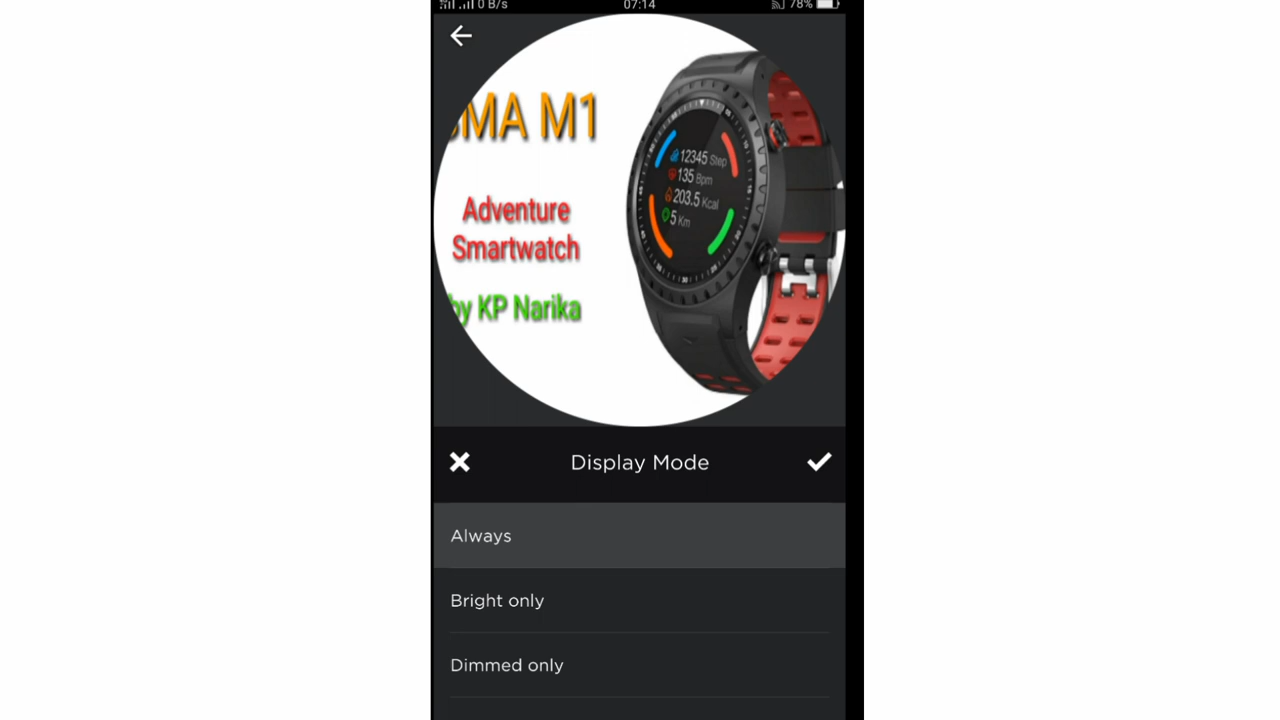 0 B/s 07:14 78%
MA M1
Adventure
Smartwatch
by KP Narika
12345 Step
135 Bpm
203.5 Kcal
5 Km
Display Mode
Always
Bright only
Dimmed only